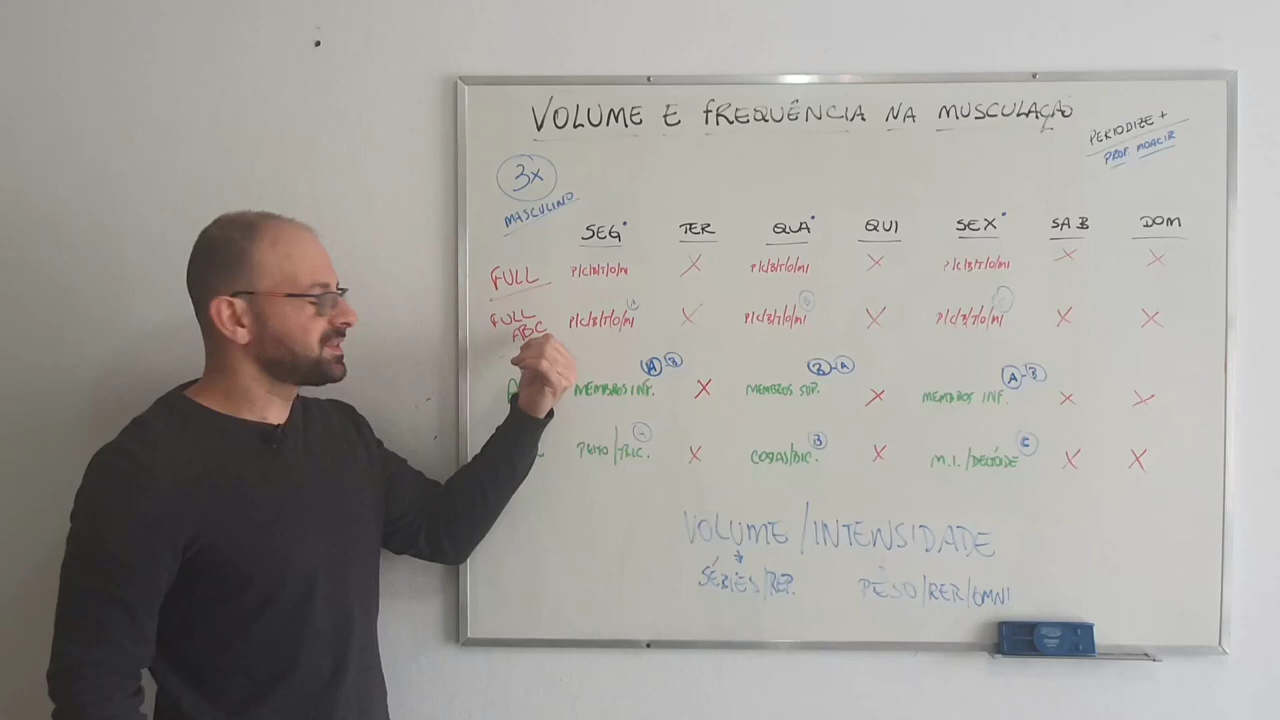 VOLUME E FREQUÊNCIA NA MUSCULAÇÃO
PERIODIZE +
PROF. MOACIR
3X
MASCULINO
SEG TER QUA QUI SEX SAB DOM
FULL P/C/B/T/O/MI X P/C/B/T/O/MI X P/C/B/T/O/MI X X
FULL ABC P/C/B/T/O/MI A X P/C/B/T/O/MI B X P/C/B/T/O/MI C X X
A-B B-A A-B
A MEMBROS INF. X MEMBROS SUP. X MEMBROS INF. X X
PEITO/TRIC. X COSTAS/BIC. B X M.I./DELTÓIDE C X X
VOLUME/INTENSIDADE
SÉRIES/REP. PESO/RER/OMNI